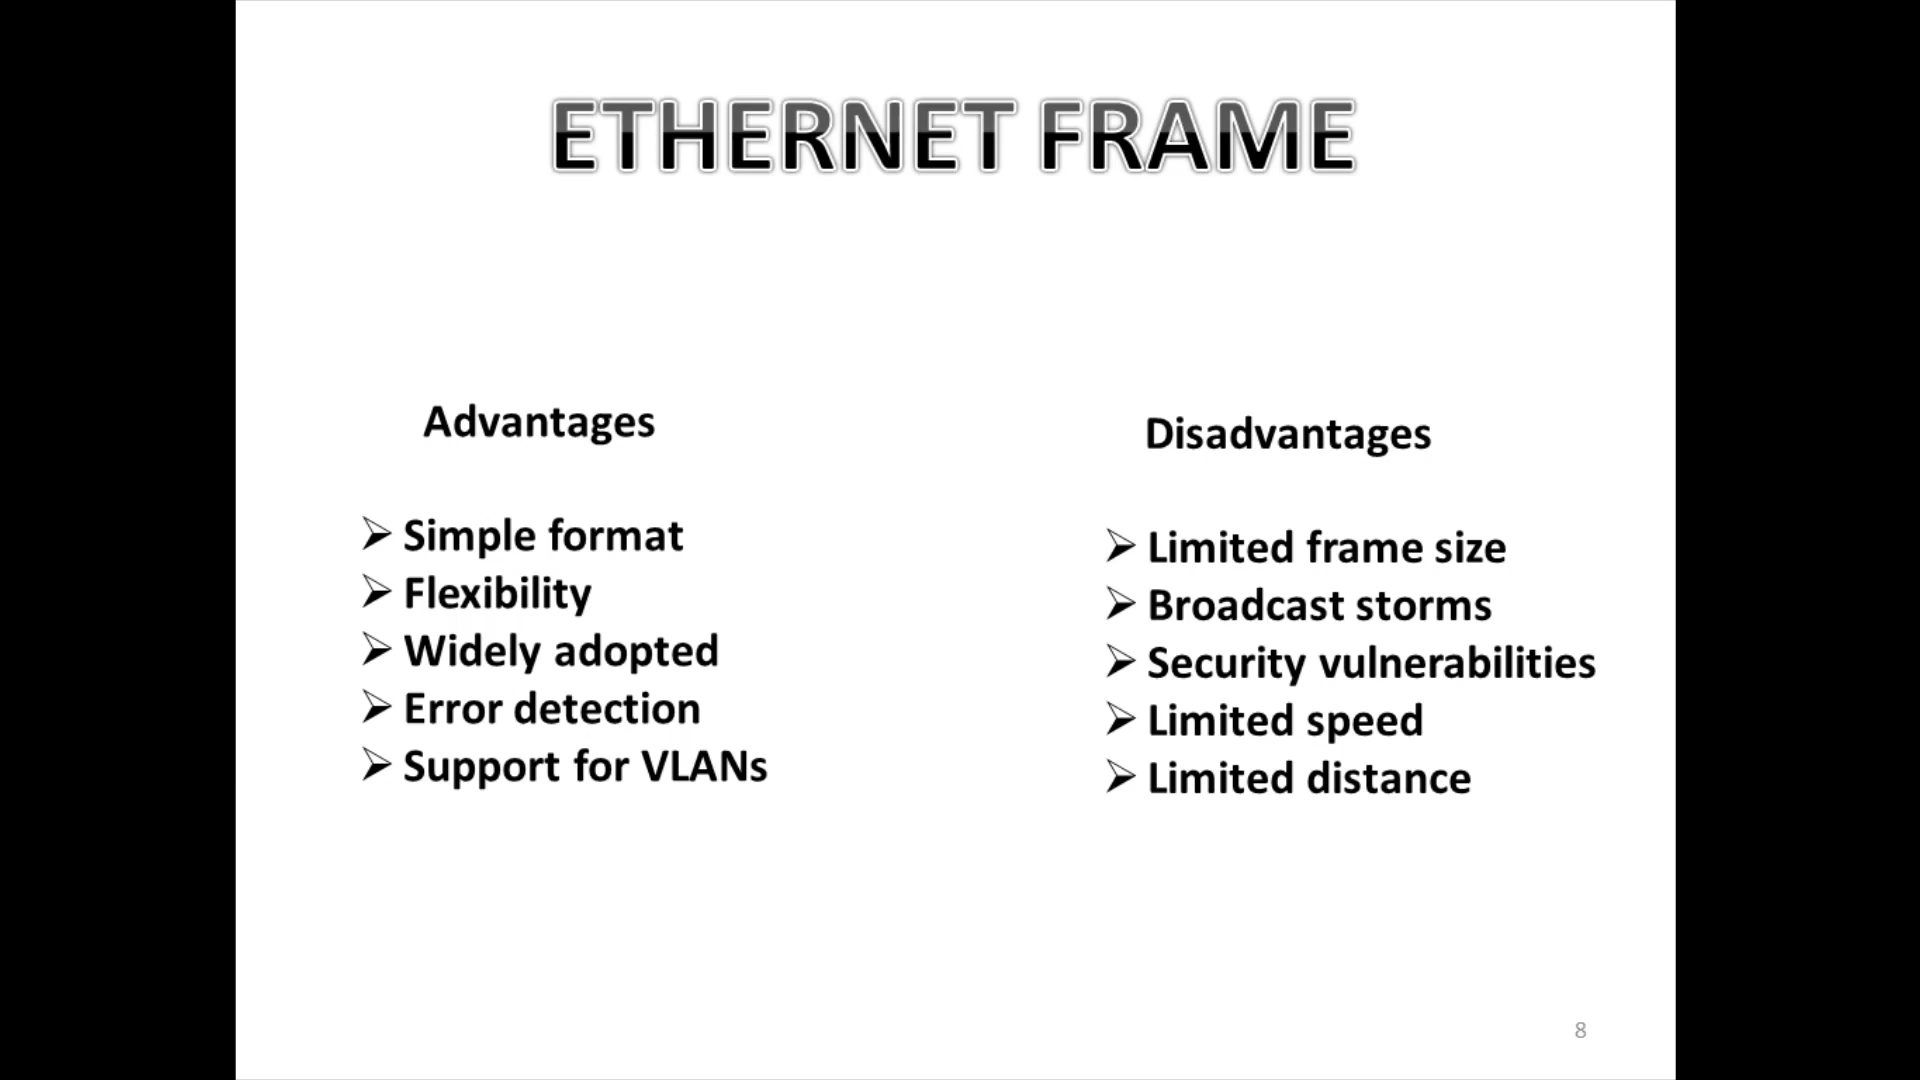 ETHERNET FRAME
Advantages
➢ Simple format
➢ Flexibility
➢ Widely adopted
➢ Error detection
➢ Support for VLANs
Disadvantages
➢ Limited frame size
➢ Broadcast storms
➢ Security vulnerabilities
➢ Limited speed
➢ Limited distance
8